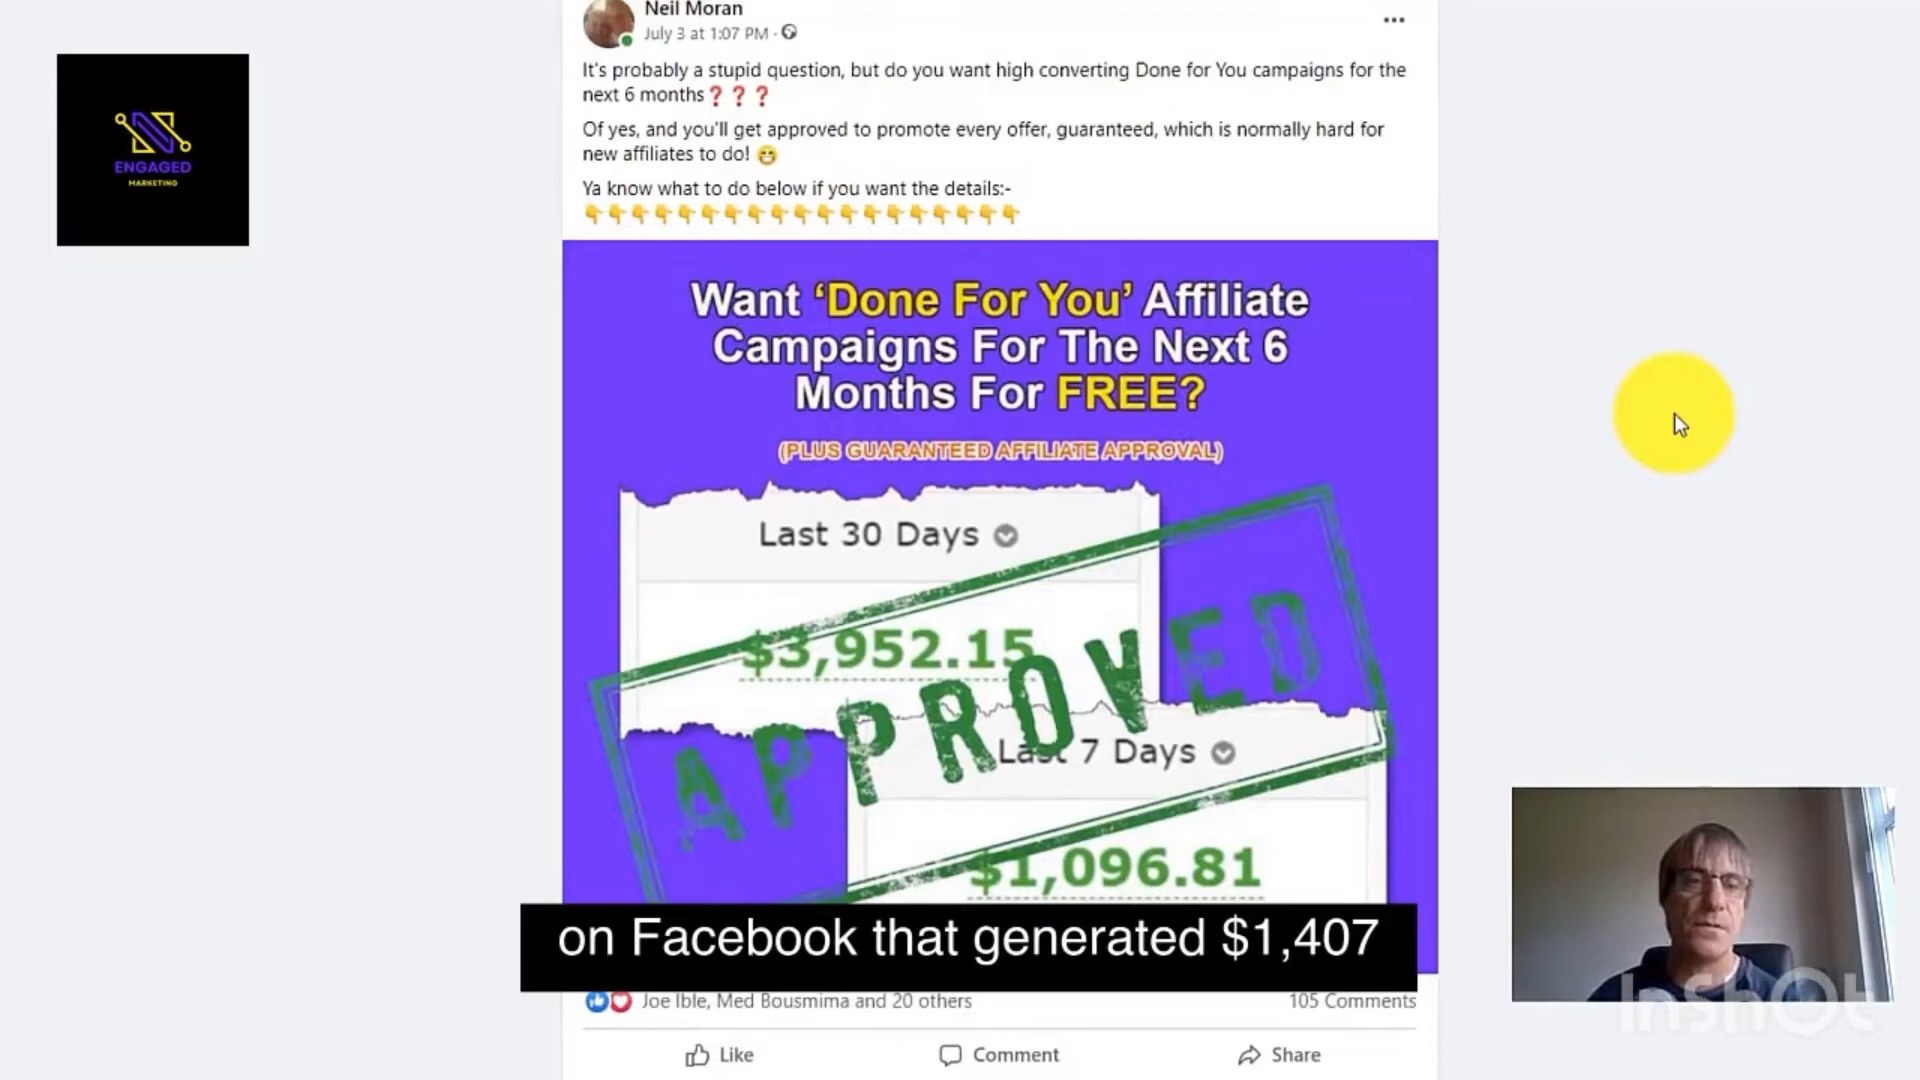 Neil Moran
July 3 at 1:07 PM ·
It's probably a stupid question, but do you want high converting Done for You campaigns for the
next 6 months❓❓❓
Of yes, and you'll get approved to promote every offer, guaranteed, which is normally hard for
new affiliates to do! 😁
Ya know what to do below if you want the details:-
👇👇👇👇👇👇👇👇👇👇👇👇👇👇👇👇👇👇👇
ENGAGED
MARKETING
Want ‘Done For You’ Affiliate
Campaigns For The Next 6
Months For FREE?
(PLUS GUARANTEED AFFILIATE APPROVAL)
Last 30 Days
$3,952.15
APPROVED
Last 7 Days
$1,096.81
on Facebook that generated $1,407
Joe Ible, Med Bousmima and 20 others
105 Comments
Like
Comment
Share
InShOt